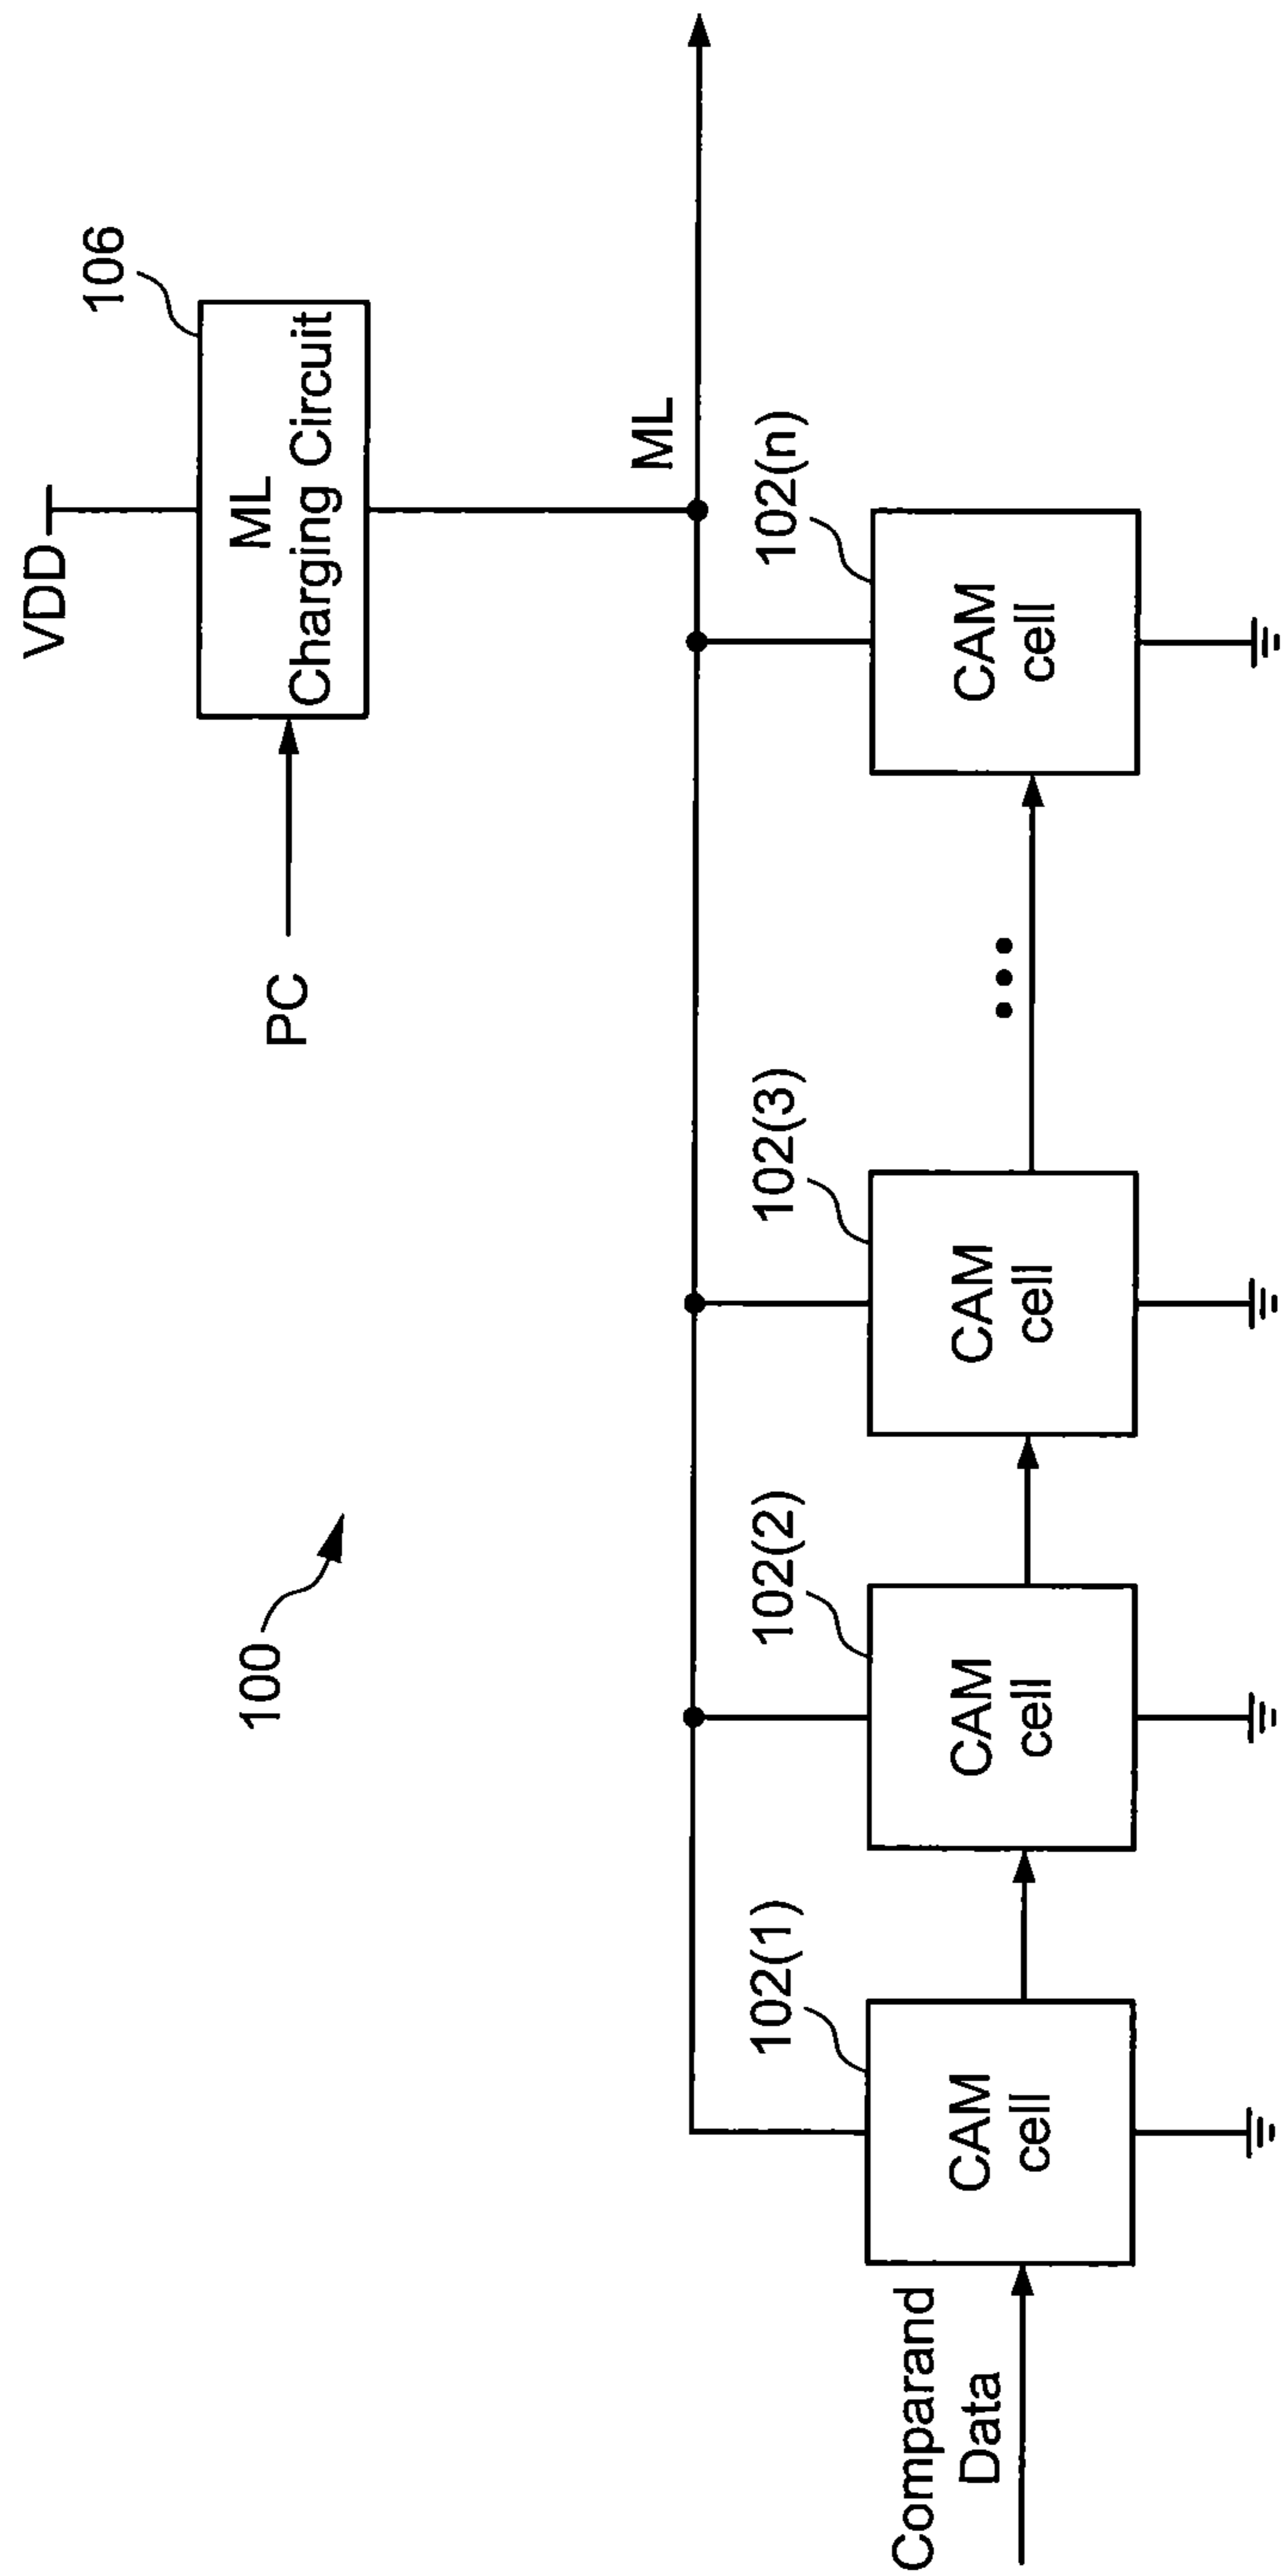 VDD
106
ML
Charging Circuit
PC
100
ML
102(1)
102(2)
102(3)
102(n)
CAM
cell
CAM
cell
CAM
cell
•••
CAM
cell
Comparand
Data